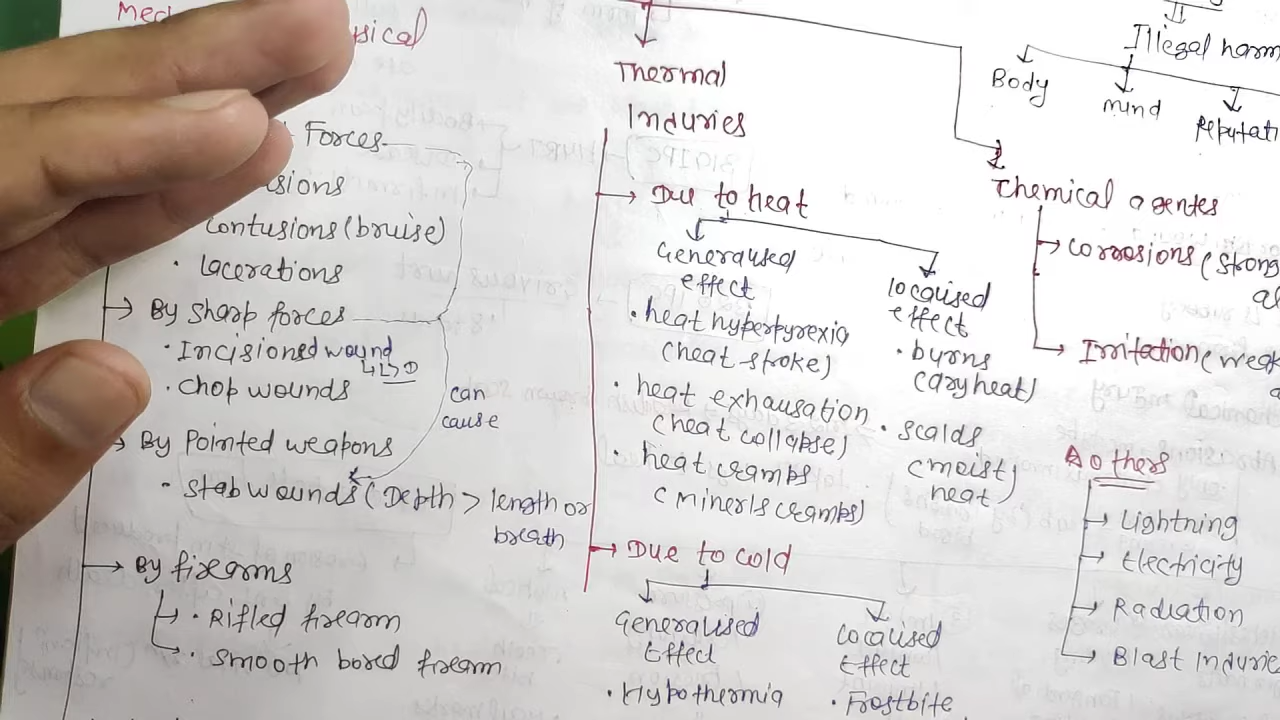 Med
sical
Forces
sions
contusions (bruise)
• Lacerations
By sharp forces
• Incisioned wound
L>D
• chop wounds
can
cause
By Pointed weapons
• Stab wounds (Depth > length or
breath
By firearms
• Rifled firearm
• Smooth bored firearm
Thermal
Induries
Due to heat
Generalised
effect
• heat hyperpyrexia
(heat stroke)
• heat exhausation
(heat collapse)
• heat cramps
(minerls cramps)
localised
effect
• burns
(dry heat)
• scalds
(moist
heat)
Due to cold
Generalised
Effect
• Hypothermia
Localised
Effect
• Frostbite
Illegal harm
Body
mind
Reputati
Chemical agentes
Corrosions (Strong
Irritection (weak
Others
Lightning
Electricity
Radiation
Blast Indurie